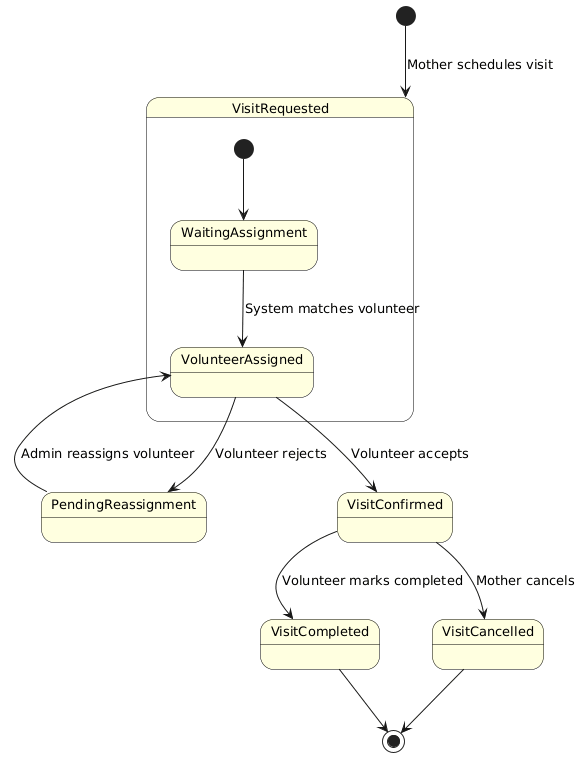 Mother schedules visit
VisitRequested
WaitingAssignment
System matches volunteer
VolunteerAssigned
Admin reassigns volunteer
Volunteer rejects
Volunteer accepts
PendingReassignment
VisitConfirmed
Volunteer marks completed
Mother cancels
VisitCompleted
VisitCancelled